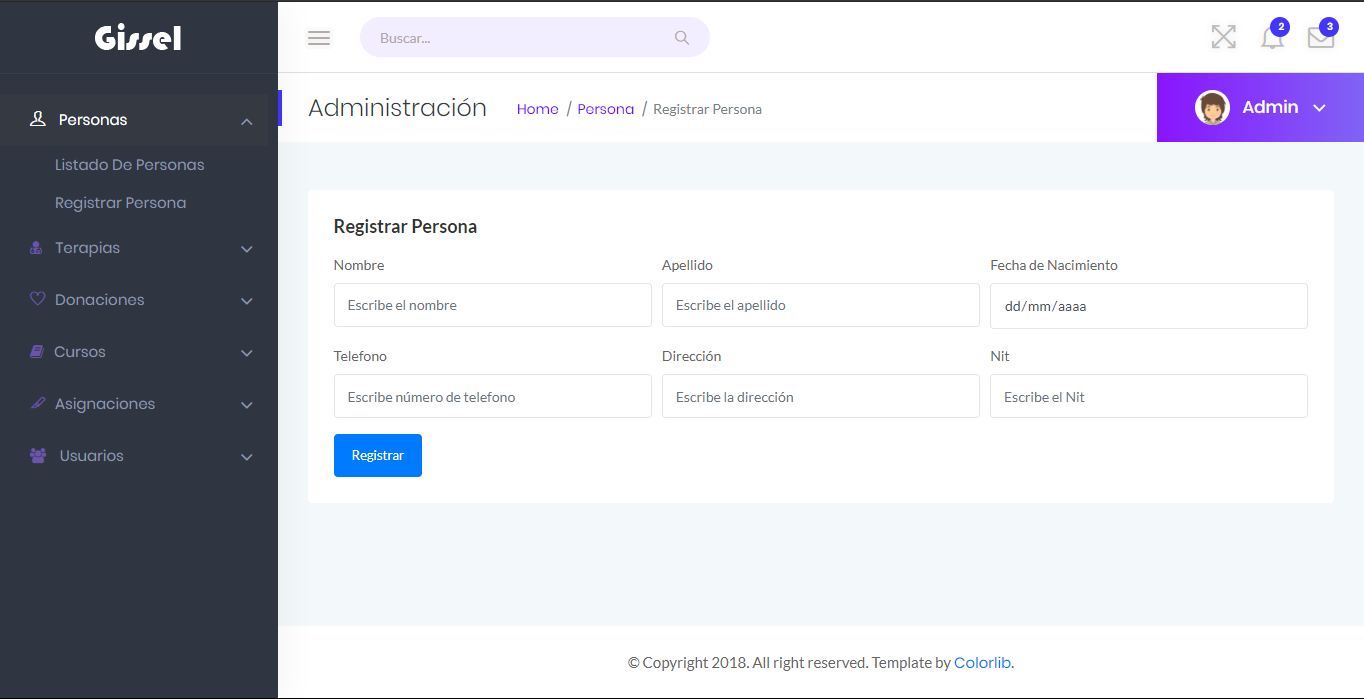 Gissel
Buscar...
2
3
Administración
Home / Persona / Registrar Persona
Admin
Personas
Listado De Personas
Registrar Persona
Terapias
Donaciones
Cursos
Asignaciones
Usuarios
Registrar Persona
Nombre
Apellido
Fecha de Nacimiento
Escribe el nombre
Escribe el apellido
dd/mm/aaaa
Telefono
Dirección
Nit
Escribe número de telefono
Escribe la dirección
Escribe el Nit
Registrar
© Copyright 2018. All right reserved. Template by Colorlib.